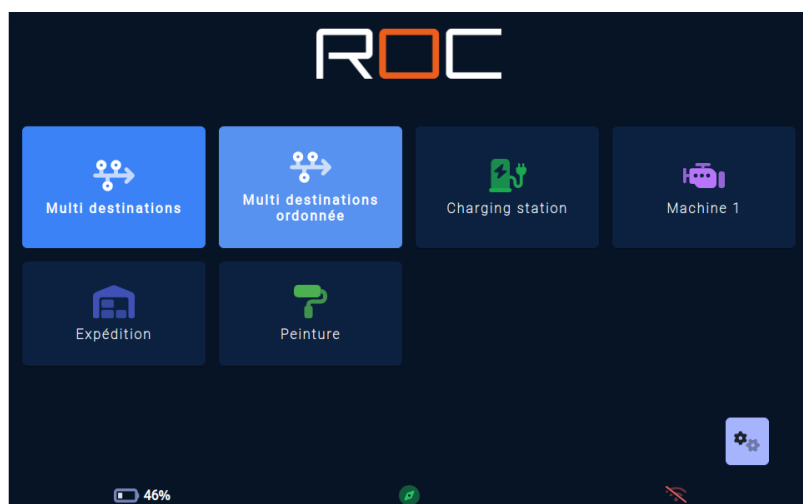 ROC
Multi destinations
Multi destinations
ordonnée
Charging station
Machine 1
Expédition
Peinture
46%